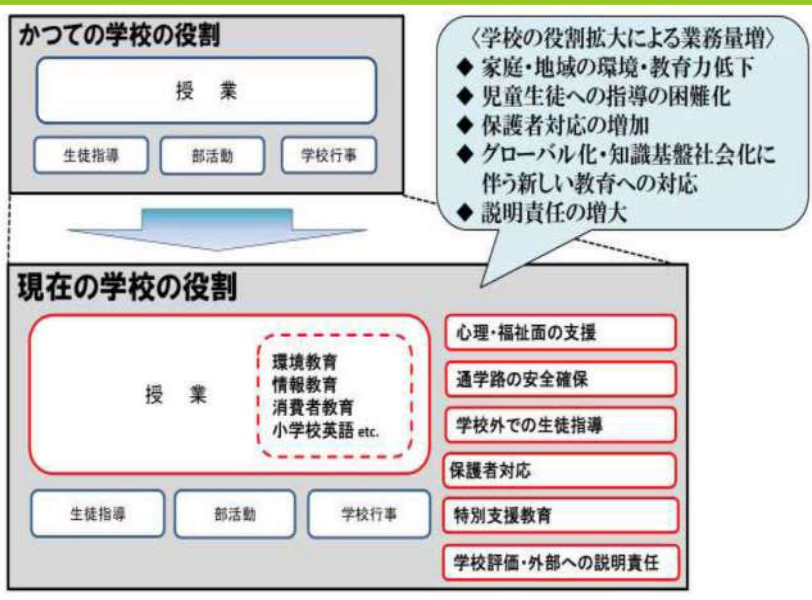 かつての学校の役割
授 業
生徒指導
部活動
学校行事
〈学校の役割拡大による業務量増〉
◆ 家庭・地域の環境・教育力低下
◆ 児童生徒への指導の困難化
◆ 保護者対応の増加
◆ グローバル化・知識基盤社会化に
伴う新しい教育への対応
◆ 説明責任の増大
現在の学校の役割
授 業
環境教育
情報教育
消費者教育
小学校英語 etc.
生徒指導
部活動
学校行事
心理・福祉面の支援
通学路の安全確保
学校外での生徒指導
保護者対応
特別支援教育
学校評価・外部への説明責任